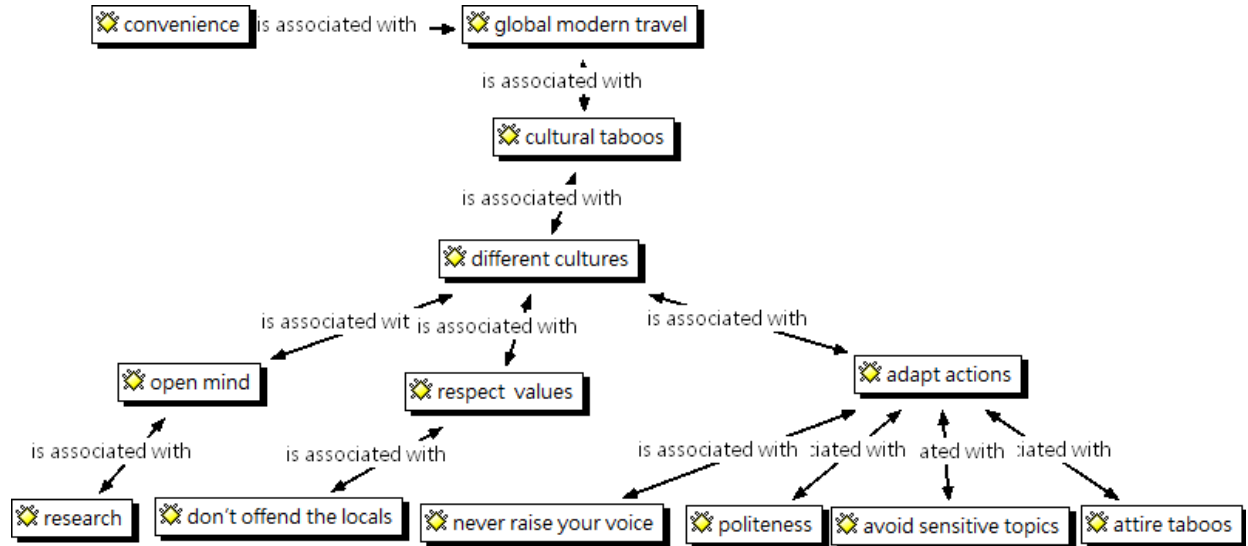 convenience is associated with global modern travel
is associated with
cultural taboos
is associated with
different cultures
is associated wit is associated with is associated with
open mind respect values adapt actions
is associated with is associated with is associated with ciated with ated with ciated with
research don't offend the locals never raise your voice politeness avoid sensitive topics attire taboos